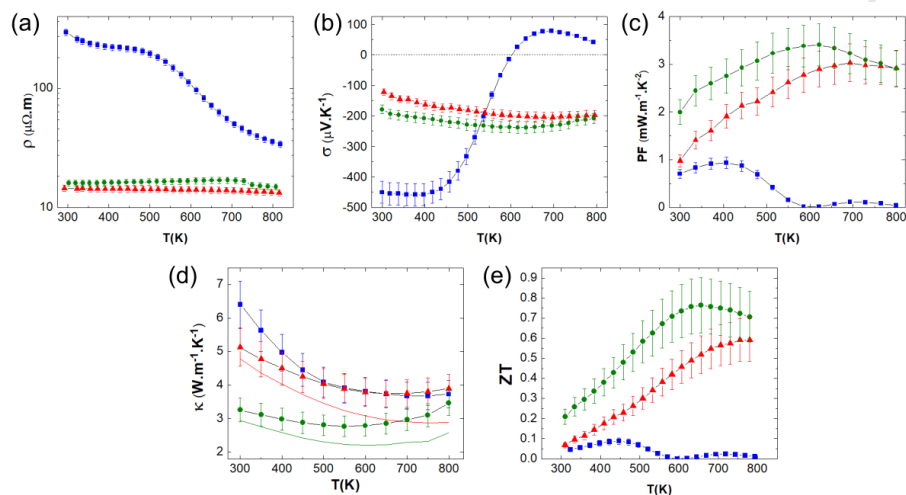 (a)
100
10
ρ (μΩ.m)
300 400 500 600 700 800
T(K)
(b)
100
0
-100
-200
-300
-400
-500
σ (μV.K-1)
300 400 500 600 700 800
T(K)
(c)
4
3
2
1
0
PF (mW.m-1.K-2)
300 400 500 600 700 800
T(K)
(d)
7
6
5
4
3
2
κ (W.m-1.K-1)
300 400 500 600 700 800
T(K)
(e)
0.9
0.8
0.7
0.6
0.5
0.4
0.3
0.2
0.1
0.0
ZT
300 400 500 600 700 800
T(K)